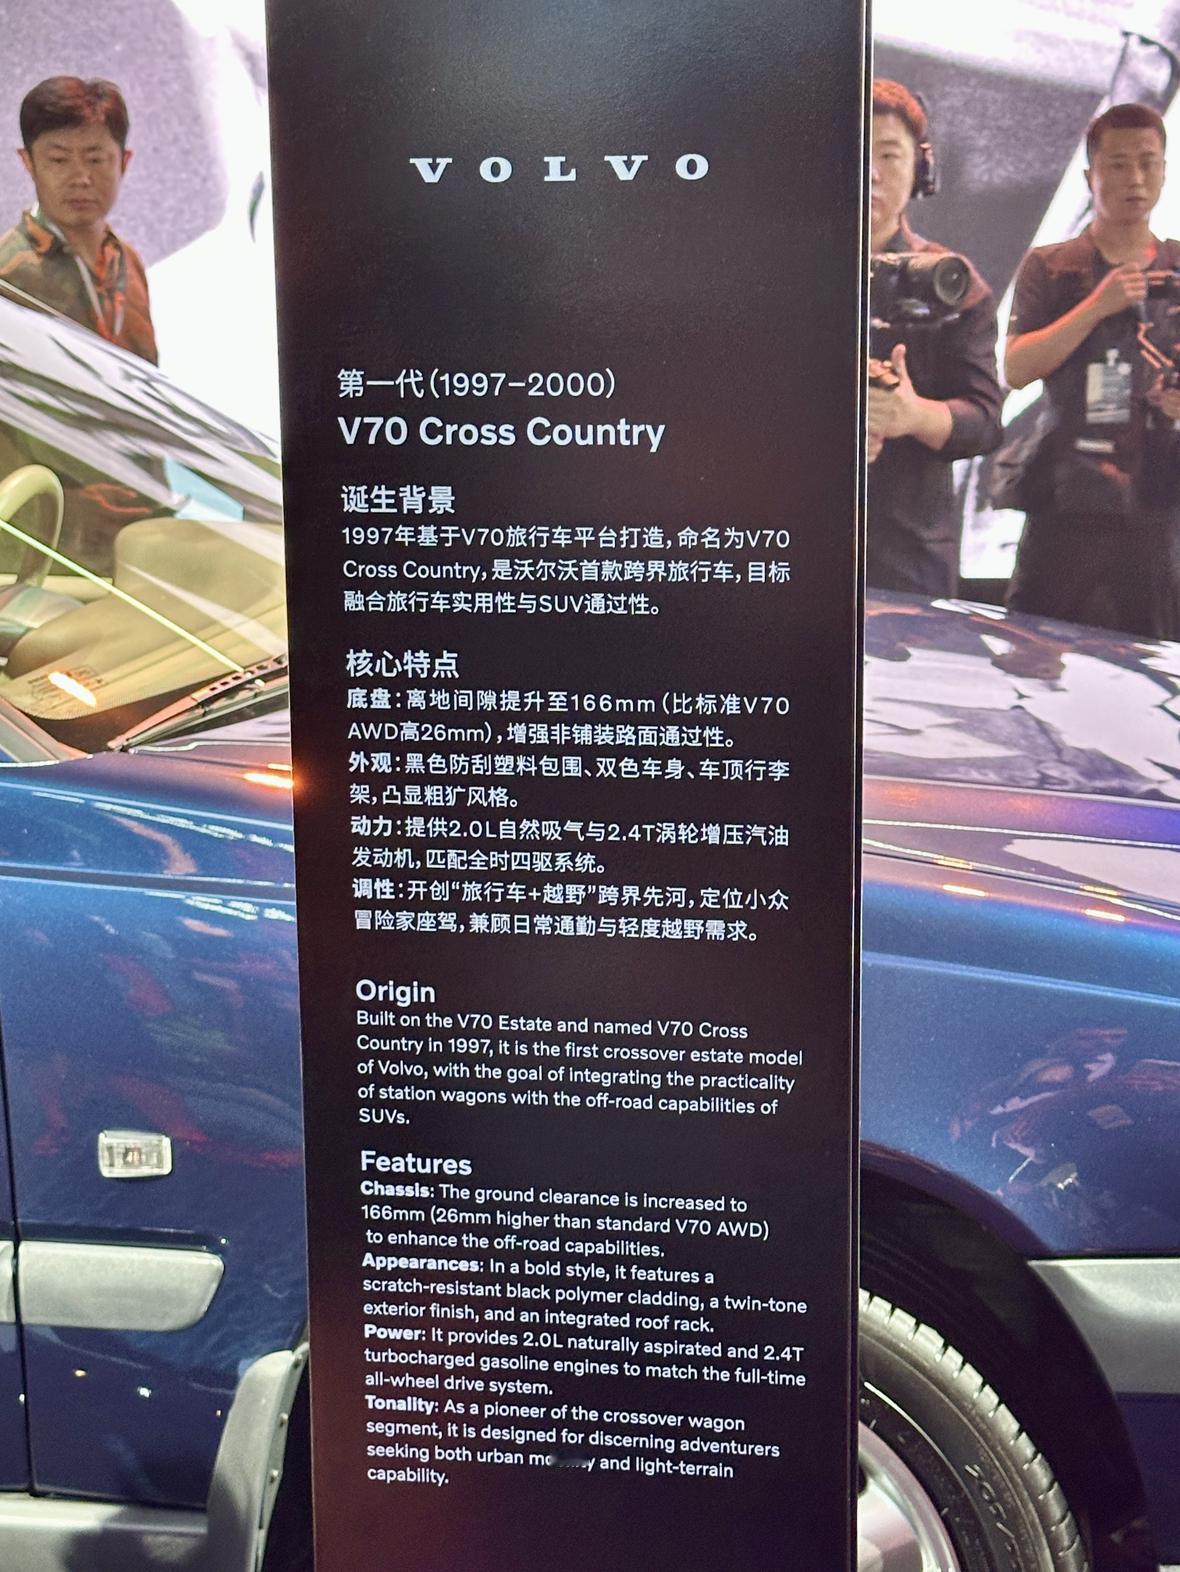 VOLVO
第一代(1997-2000)
V70 Cross Country
诞生背景
1997年基于V70旅行车平台打造,命名为V70
Cross Country,是沃尔沃首款跨界旅行车,目标
融合旅行车实用性与SUV通过性。
核心特点
底盘:离地间隙提升至166mm(比标准V70
AWD高26mm),增强非铺装路面通过性。
外观:黑色防刮塑料包围、双色车身、车顶行李
架,凸显粗犷风格。
动力:提供2.0L自然吸气与2.4T涡轮增压汽油
发动机,匹配全时四驱系统。
调性:开创“旅行车+越野”跨界先河,定位小众
冒险家座驾,兼顾日常通勤与轻度越野需求。
Origin
Built on the V70 Estate and named V70 Cross
Country in 1997, it is the first crossover estate model
of Volvo, with the goal of integrating the practicality
of station wagons with the off-road capabilities of
SUVs.
Features
Chassis: The ground clearance is increased to
166mm (26mm higher than standard V70 AWD)
to enhance the off-road capabilities.
Appearances: In a bold style, it features a
scratch-resistant black polymer cladding, a twin-tone
exterior finish, and an integrated roof rack.
Power: It provides 2.0L naturally aspirated and 2.4T
turbocharged gasoline engines to match the full-time
all-wheel drive system.
Tonality: As a pioneer of the crossover wagon
segment, it is designed for discerning adventurers
seeking both urban and light-terrain
capability.